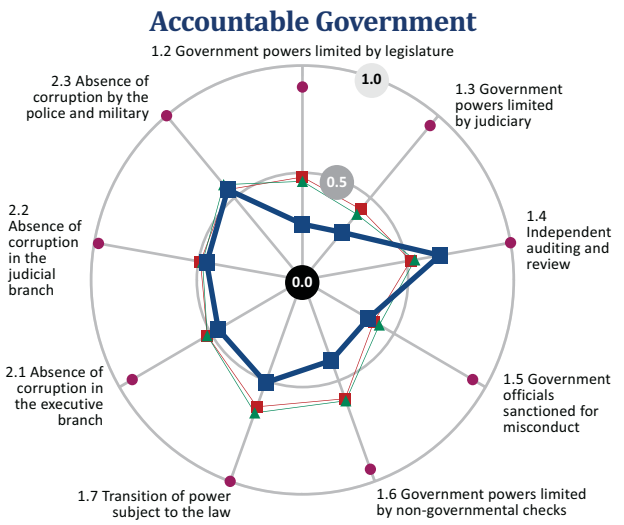 Accountable Government
1.2 Government powers limited by legislature
1.0
1.3 Government
powers limited
by judiciary
0.5
1.4
Independent
auditing and
review
0.0
1.5 Government
officials
sanctioned for
misconduct
1.6 Government powers limited
by non-governmental checks
1.7 Transition of power
subject to the law
2.1 Absence of
corruption in
the executive
branch
2.2
Absence of
corruption
in the
judicial
branch
2.3 Absence of
corruption by the
police and military